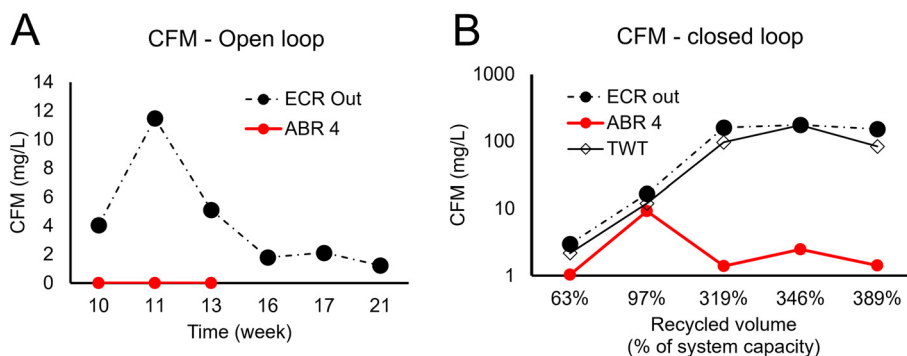 A
CFM - Open loop
14
12
10
8
6
4
2
0
CFM (mg/L)
ECR Out
ABR 4
10 11 13 16 17 21
Time (week)
B
CFM - closed loop
1000
100
10
1
CFM (mg/L)
ECR out
ABR 4
TWT
63% 97% 319% 346% 389%
Recycled volume
(% of system capacity)